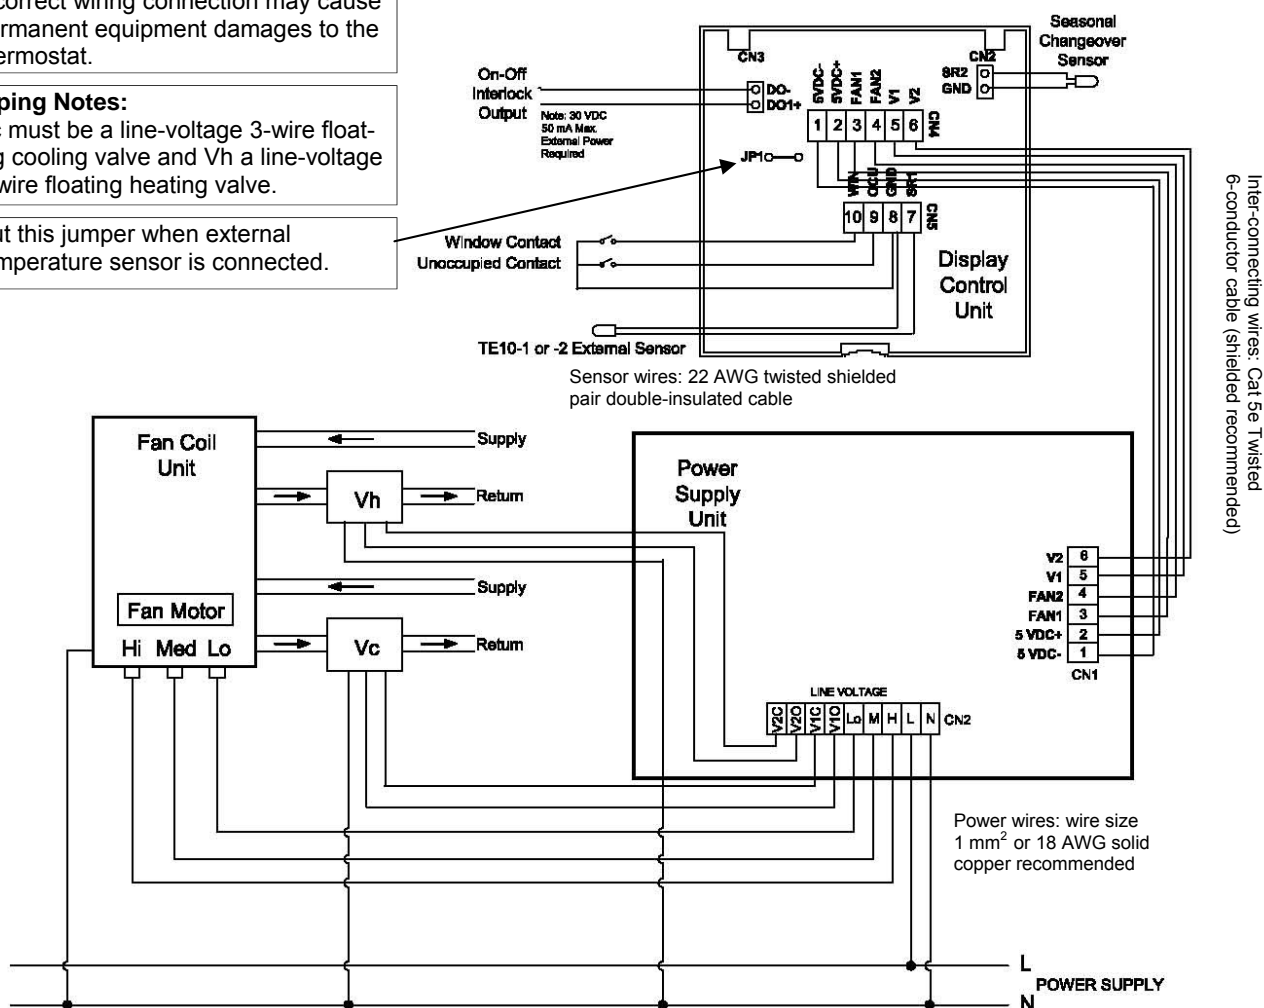 correct wiring connection may cause
rmanent equipment damages to the
ermostat.
ping Notes:
c must be a line-voltage 3-wire float-
g cooling valve and Vh a line-voltage
wire floating heating valve.
ut this jumper when external
mperature sensor is connected.
On-Off
Interlock
Output
Note: 30 VDC
50 mA Max.
External Power
Required
CN3
DO-
DO1+
JP1
5VDC-
5VDC+
FAN1
FAN2
V1
V2
1 2 3 4 5 6
CN4
CN2
SR2
GND
Seasonal
Changeover
Sensor
WIN
OCU
GND
SR1
10 9 8 7
CN5
Window Contact
Unoccupied Contact
Display
Control
Unit
TE10-1 or -2 External Sensor
Sensor wires: 22 AWG twisted shielded
pair double-insulated cable
Inter-connecting wires: Cat 5e Twisted
6-conductor cable (shielded recommended)
Fan Coil
Unit
Supply
Vh
Return
Supply
Fan Motor
Hi Med Lo
Vc
Return
Power
Supply
Unit
V2 6
V1 5
FAN2 4
FAN1 3
5 VDC+ 2
5 VDC- 1
CN1
LINE VOLTAGE
V2C V2O V1C V1O Lo M H L N CN2
Power wires: wire size
1 mm² or 18 AWG solid
copper recommended
L
POWER SUPPLY
N